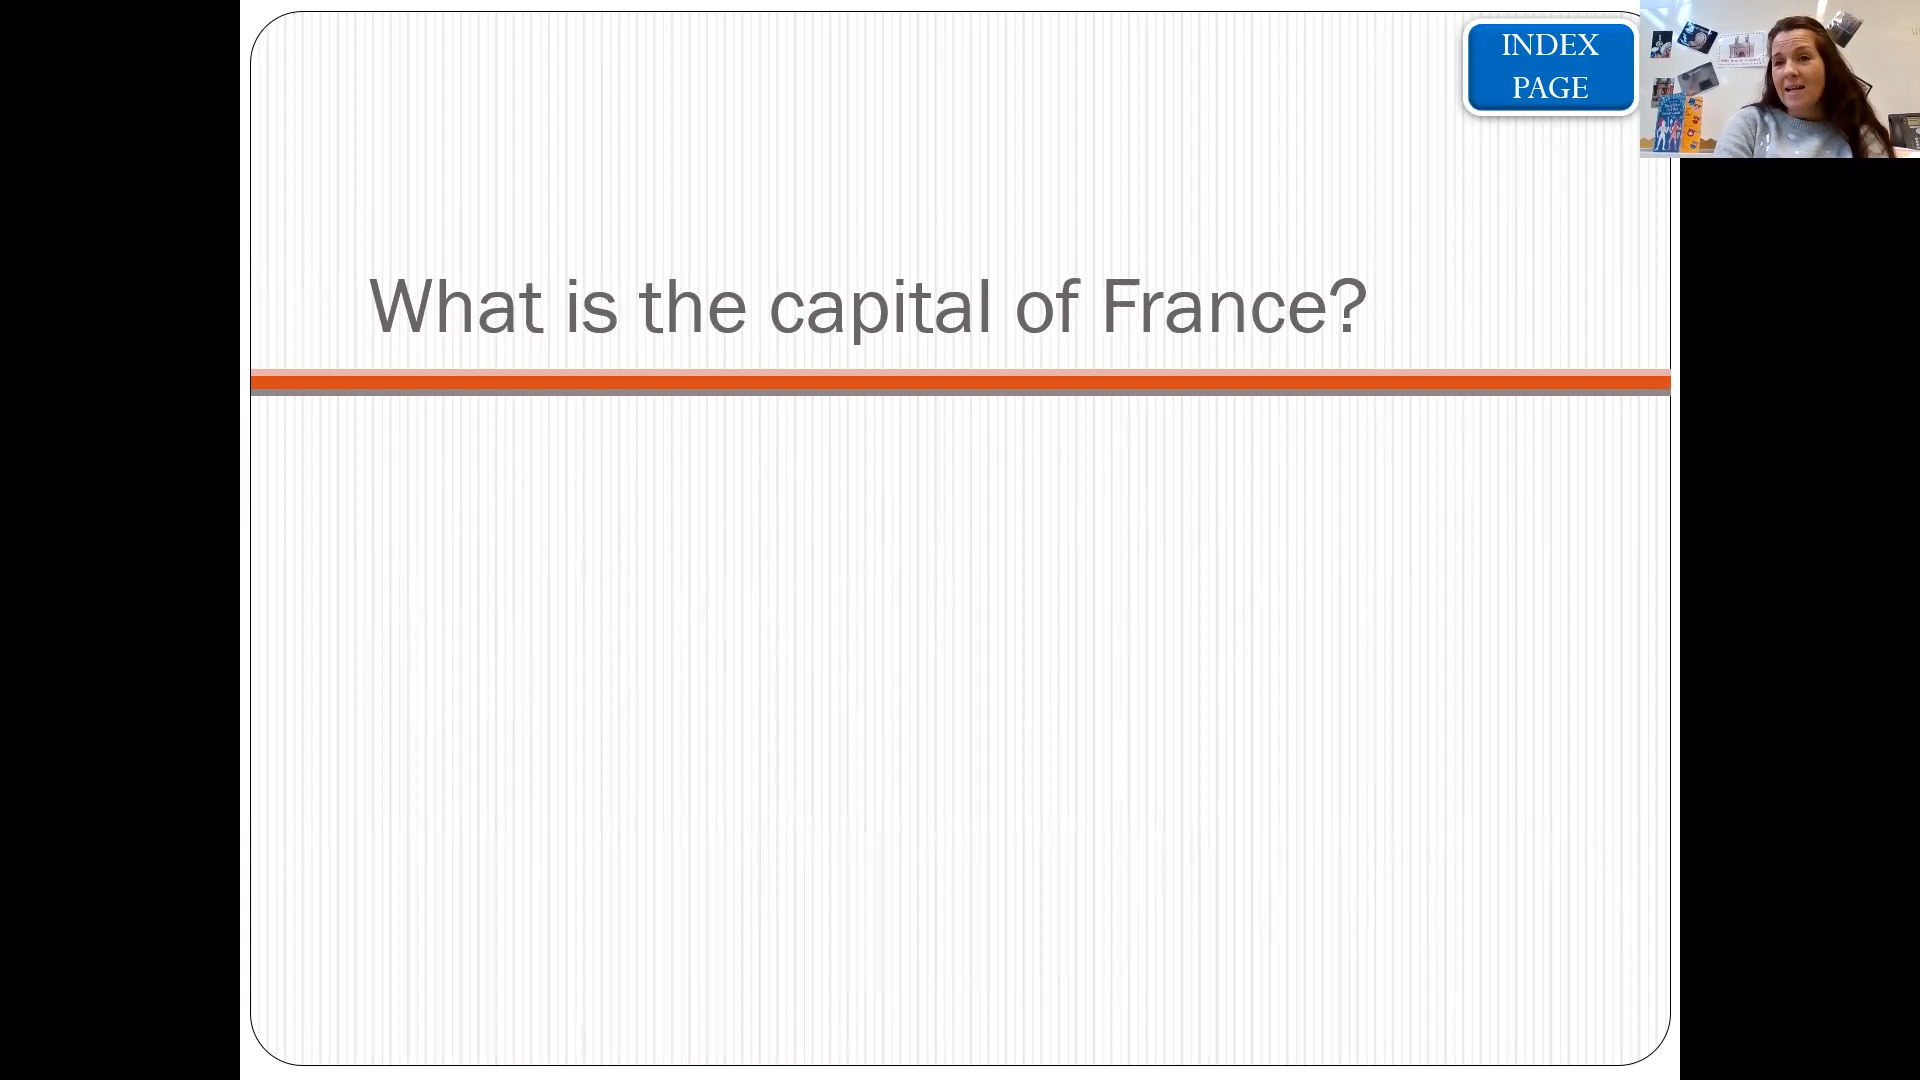 INDEX
PAGE
What is the capital of France?